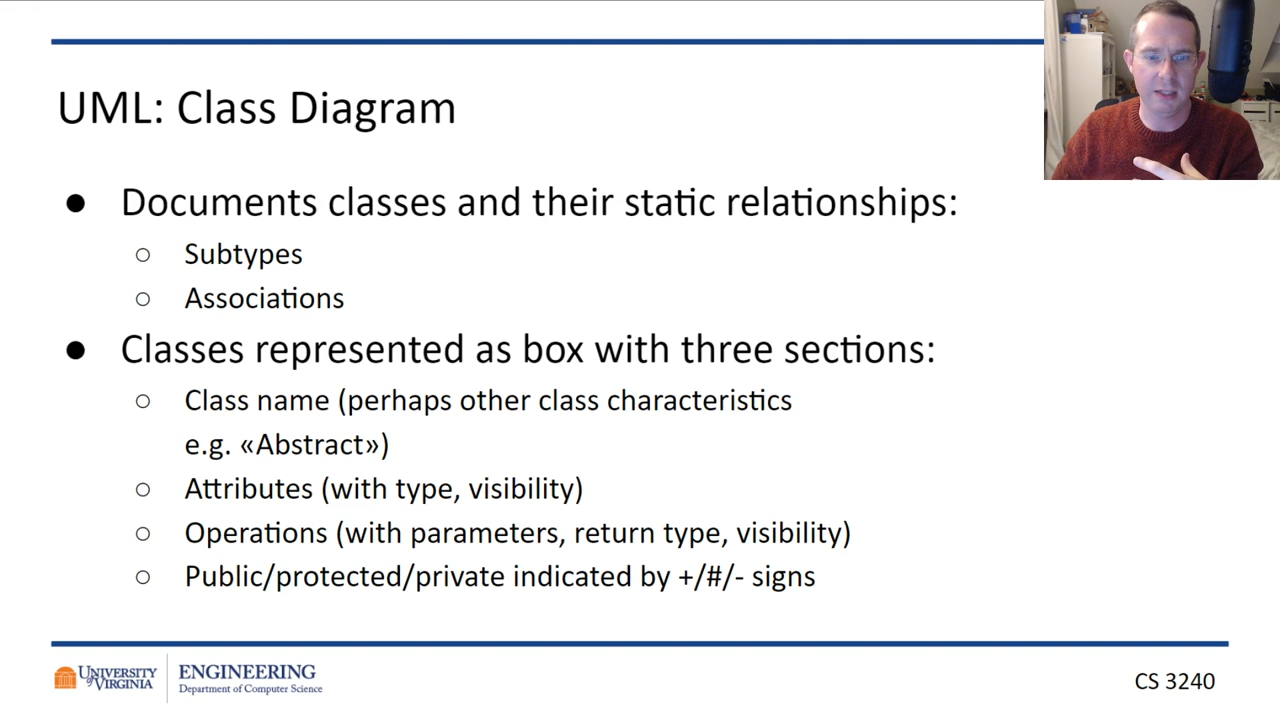 UML: Class Diagram
● Documents classes and their static relationships:
○ Subtypes
○ Associations
● Classes represented as box with three sections:
○ Class name (perhaps other class characteristics
e.g. «Abstract»)
○ Attributes (with type, visibility)
○ Operations (with parameters, return type, visibility)
○ Public/protected/private indicated by +/#/- signs
UNIVERSITY
of VIRGINIA
ENGINEERING
Department of Computer Science
CS 3240